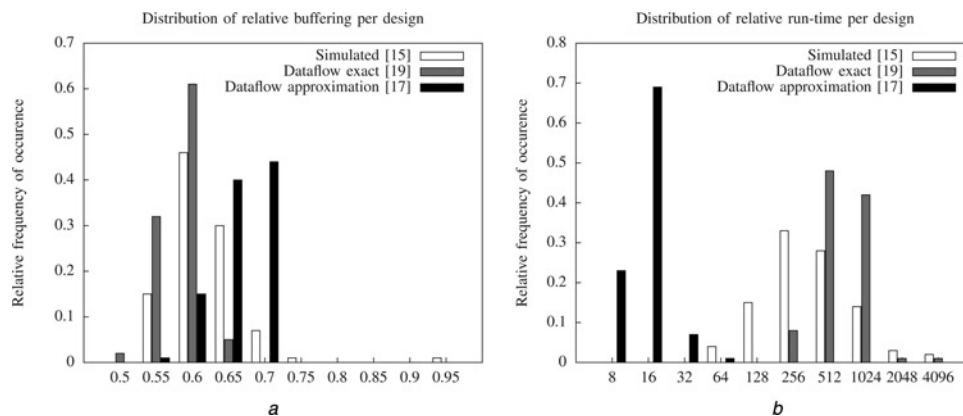 Distribution of relative buffering per design
0.7
0.6
0.5
0.4
0.3
0.2
0.1
0
Relative frequency of occurence
Simulated [15]
Dataflow exact [19]
Dataflow approximation [17]
0.5 0.55 0.6 0.65 0.7 0.75 0.8 0.85 0.9 0.95
a
Distribution of relative run-time per design
0.8
0.7
0.6
0.5
0.4
0.3
0.2
0.1
0
Relative frequency of occurence
Simulated [15]
Dataflow exact [19]
Dataflow approximation [17]
8 16 32 64 128 256 512 1024 2048 4096
b